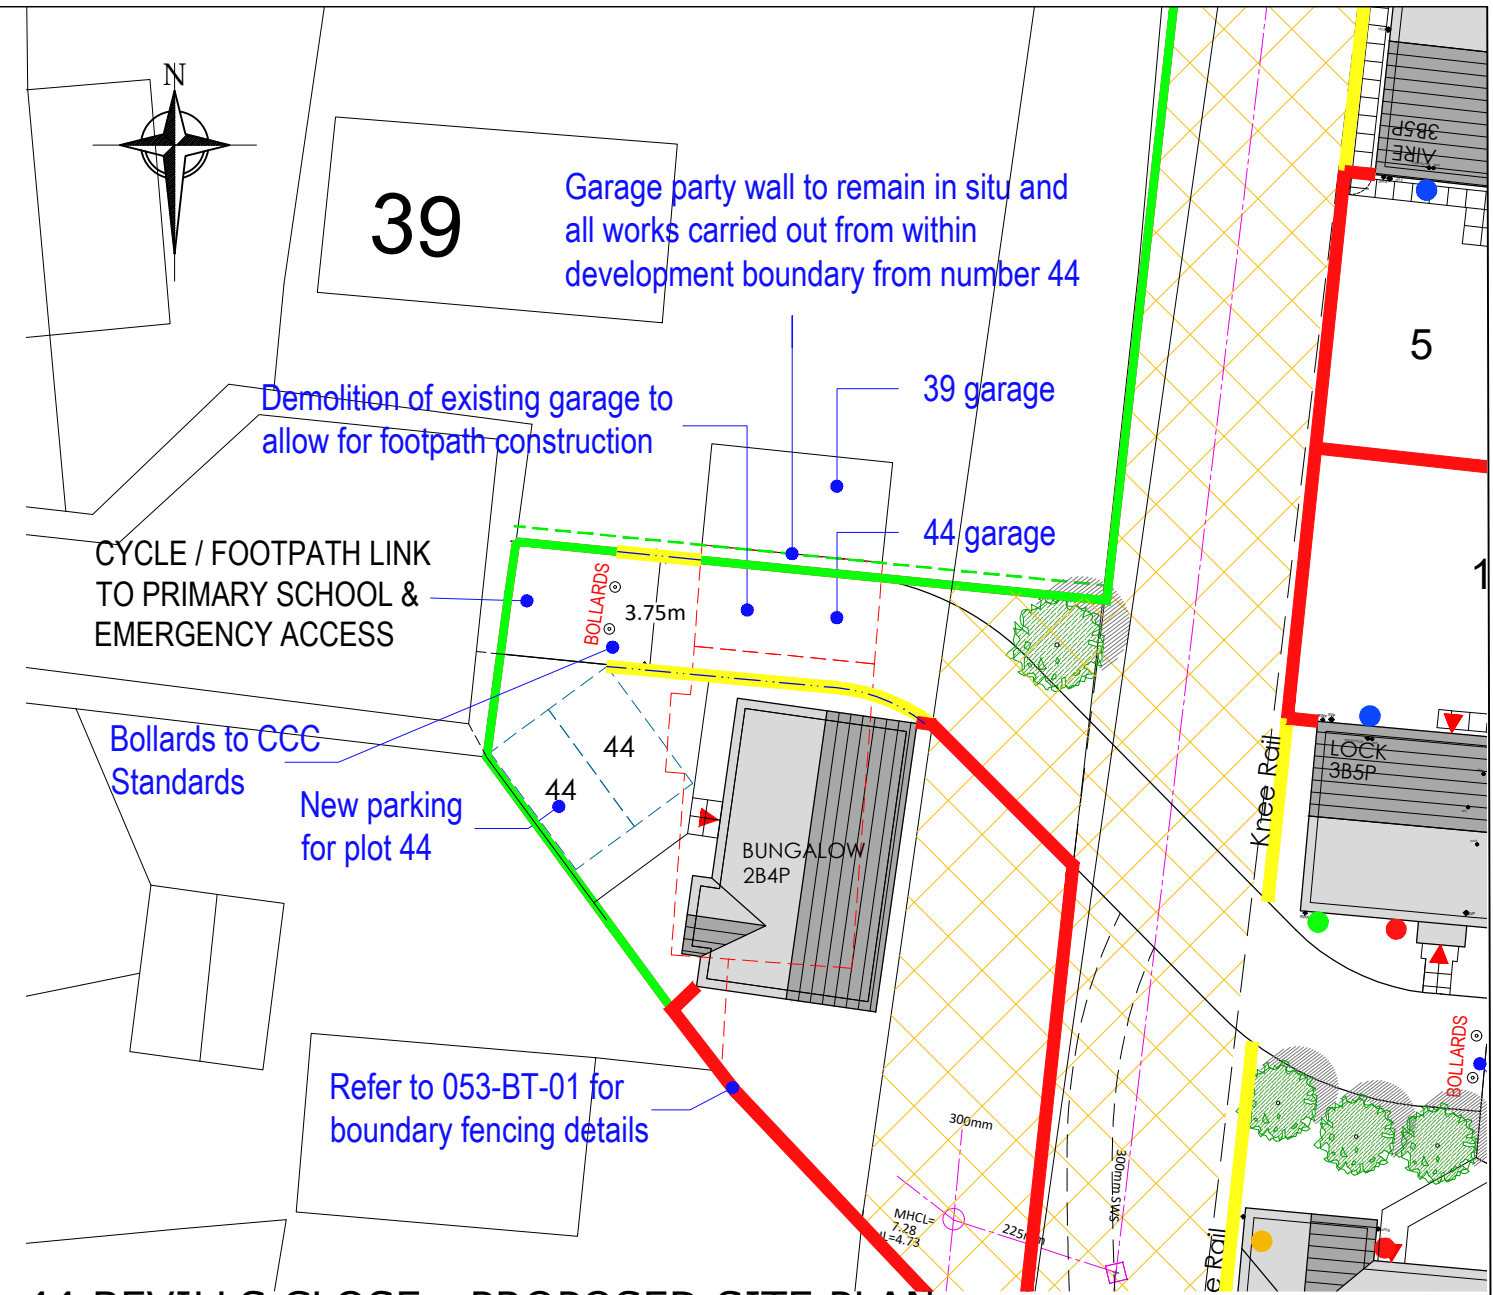 N
39
Garage party wall to remain in situ and
all works carried out from within
development boundary from number 44
AIRE
3B5P
5
39 garage
Demolition of existing garage to
allow for footpath construction
44 garage
CYCLE / FOOTPATH LINK
TO PRIMARY SCHOOL &
EMERGENCY ACCESS
BOLLARDS
3.75m
1
Bollards to CCC
Standards
44
44
New parking
for plot 44
Knee Rail
LOCK
3B5P
BUNGALOW
2B4P
BOLLARDS
Refer to 053-BT-01 for
boundary fencing details
300mm
300mm SWS
MHCL=
7.28
IL=4.73
e Rail